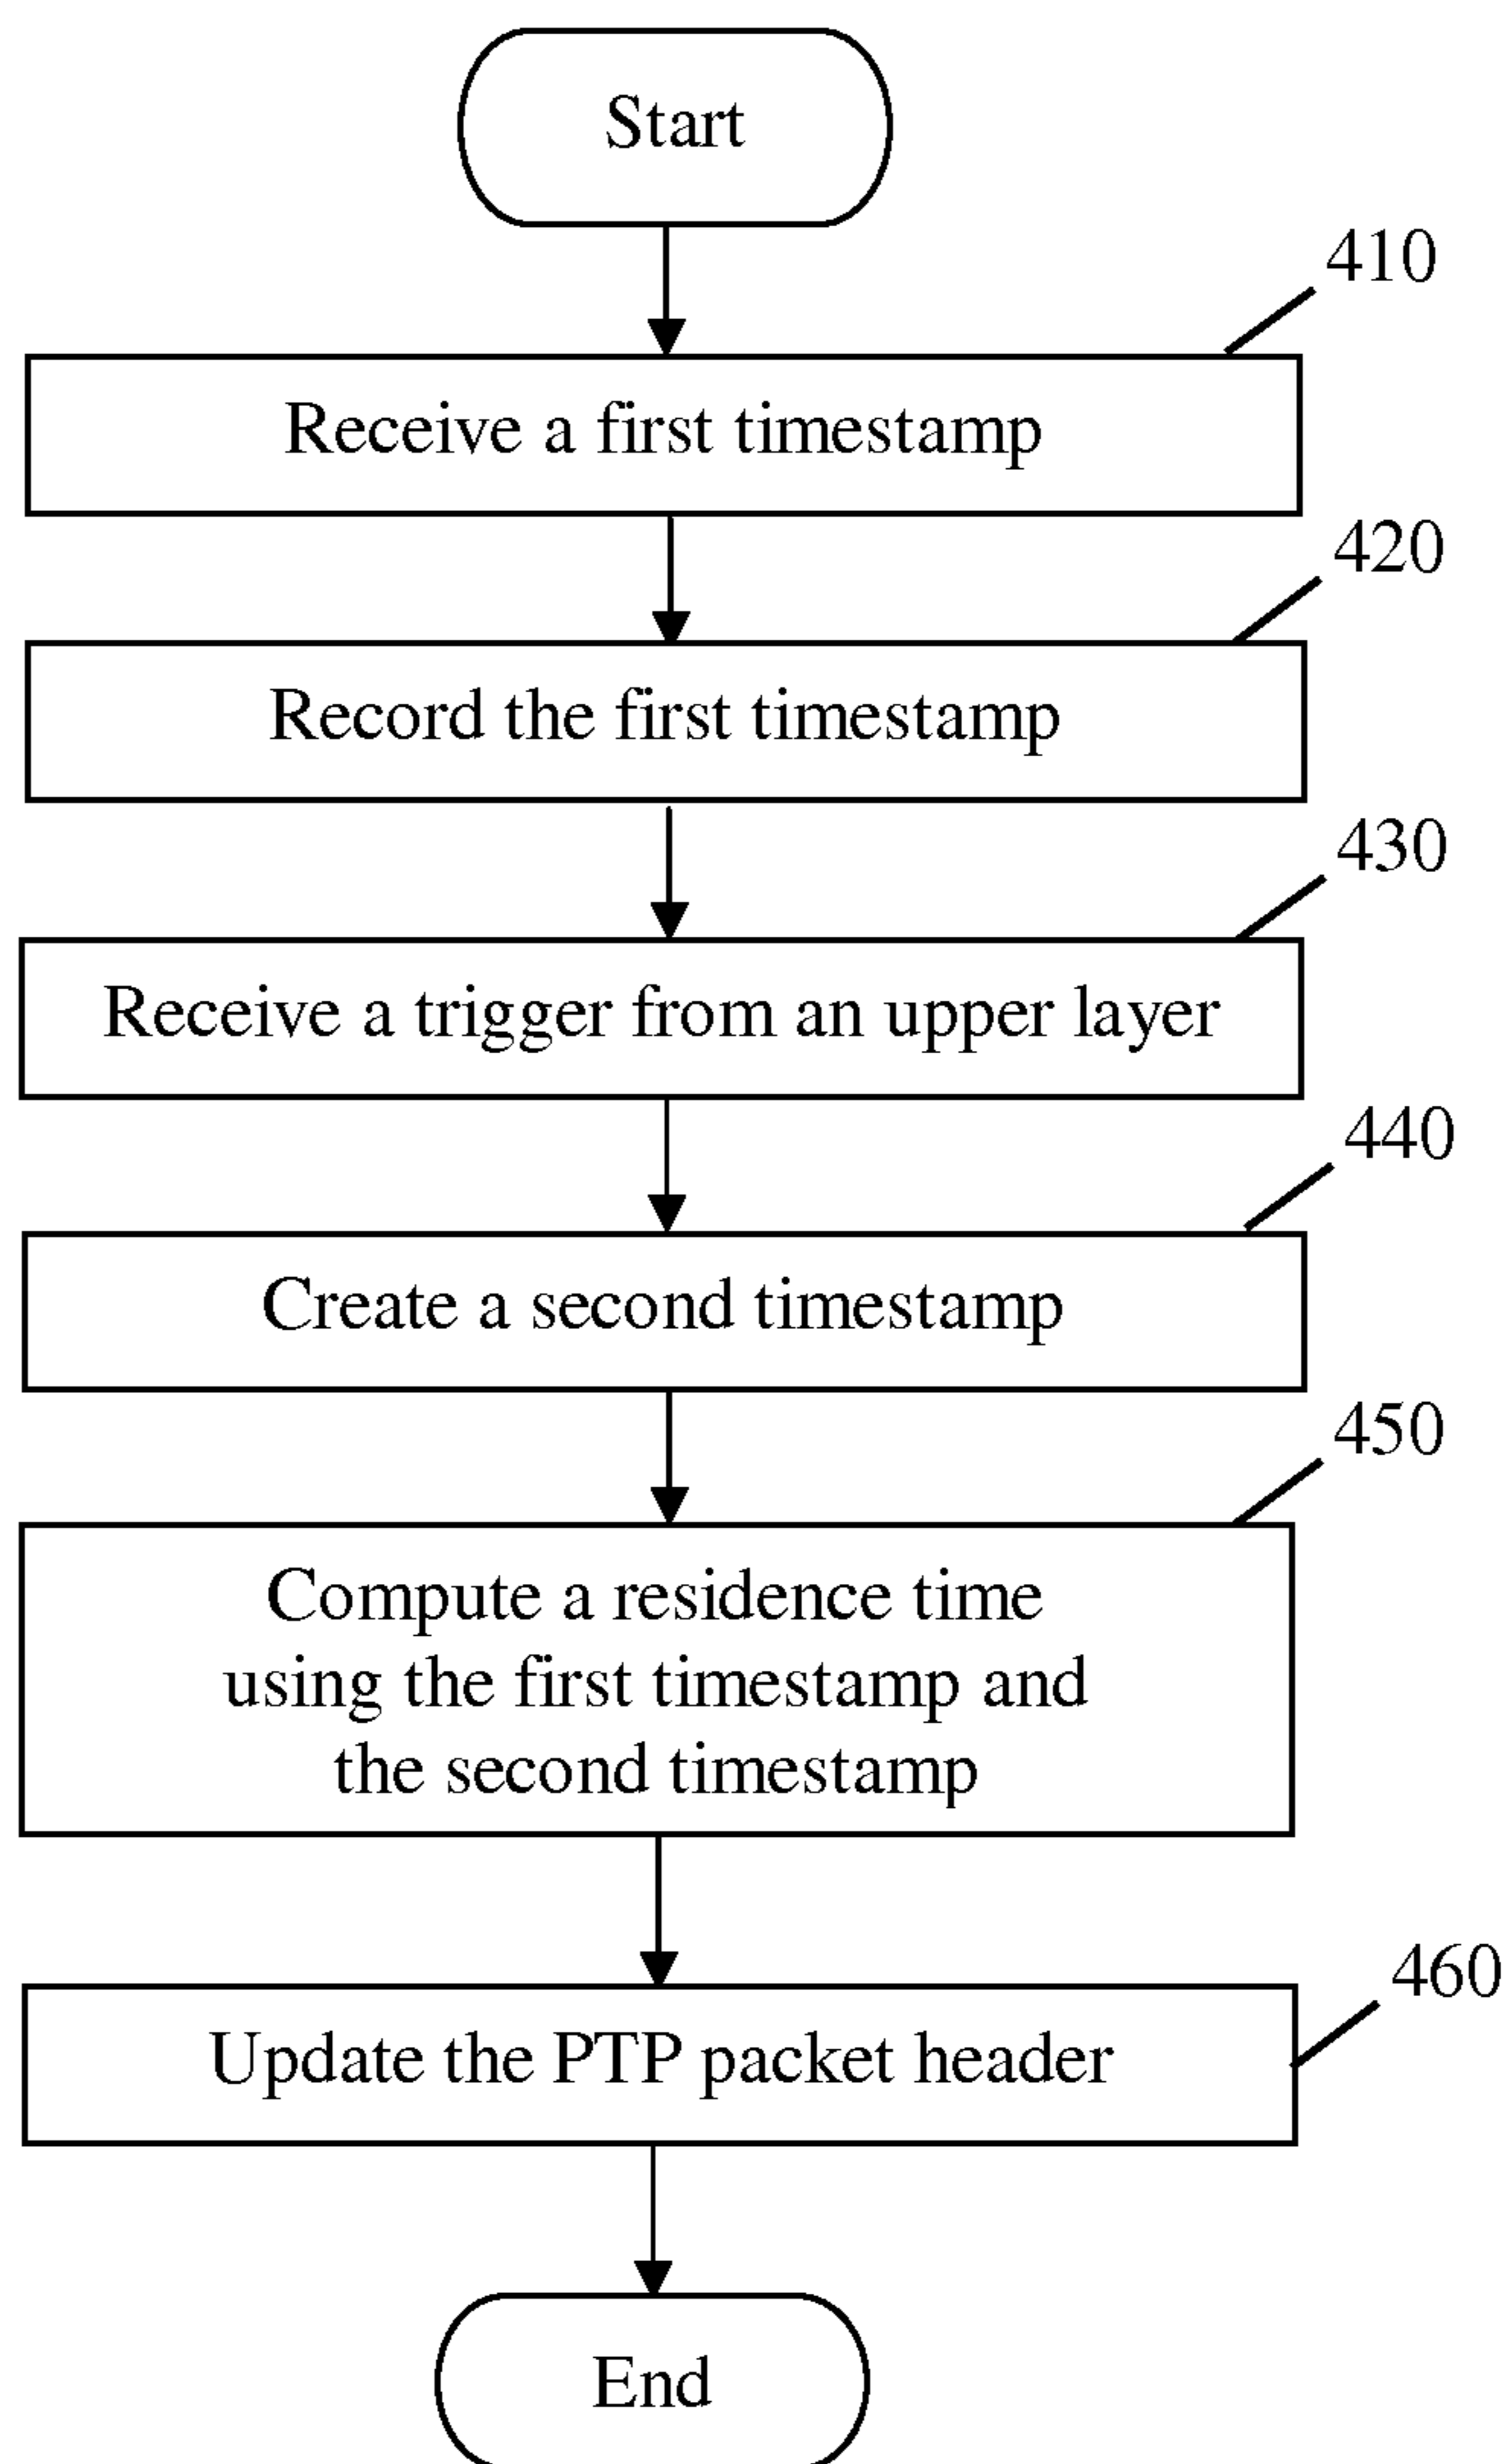 Start
410
Receive a first timestamp
420
Record the first timestamp
430
Receive a trigger from an upper layer
440
Create a second timestamp
450
Compute a residence time
using the first timestamp and
the second timestamp
460
Update the PTP packet header
End